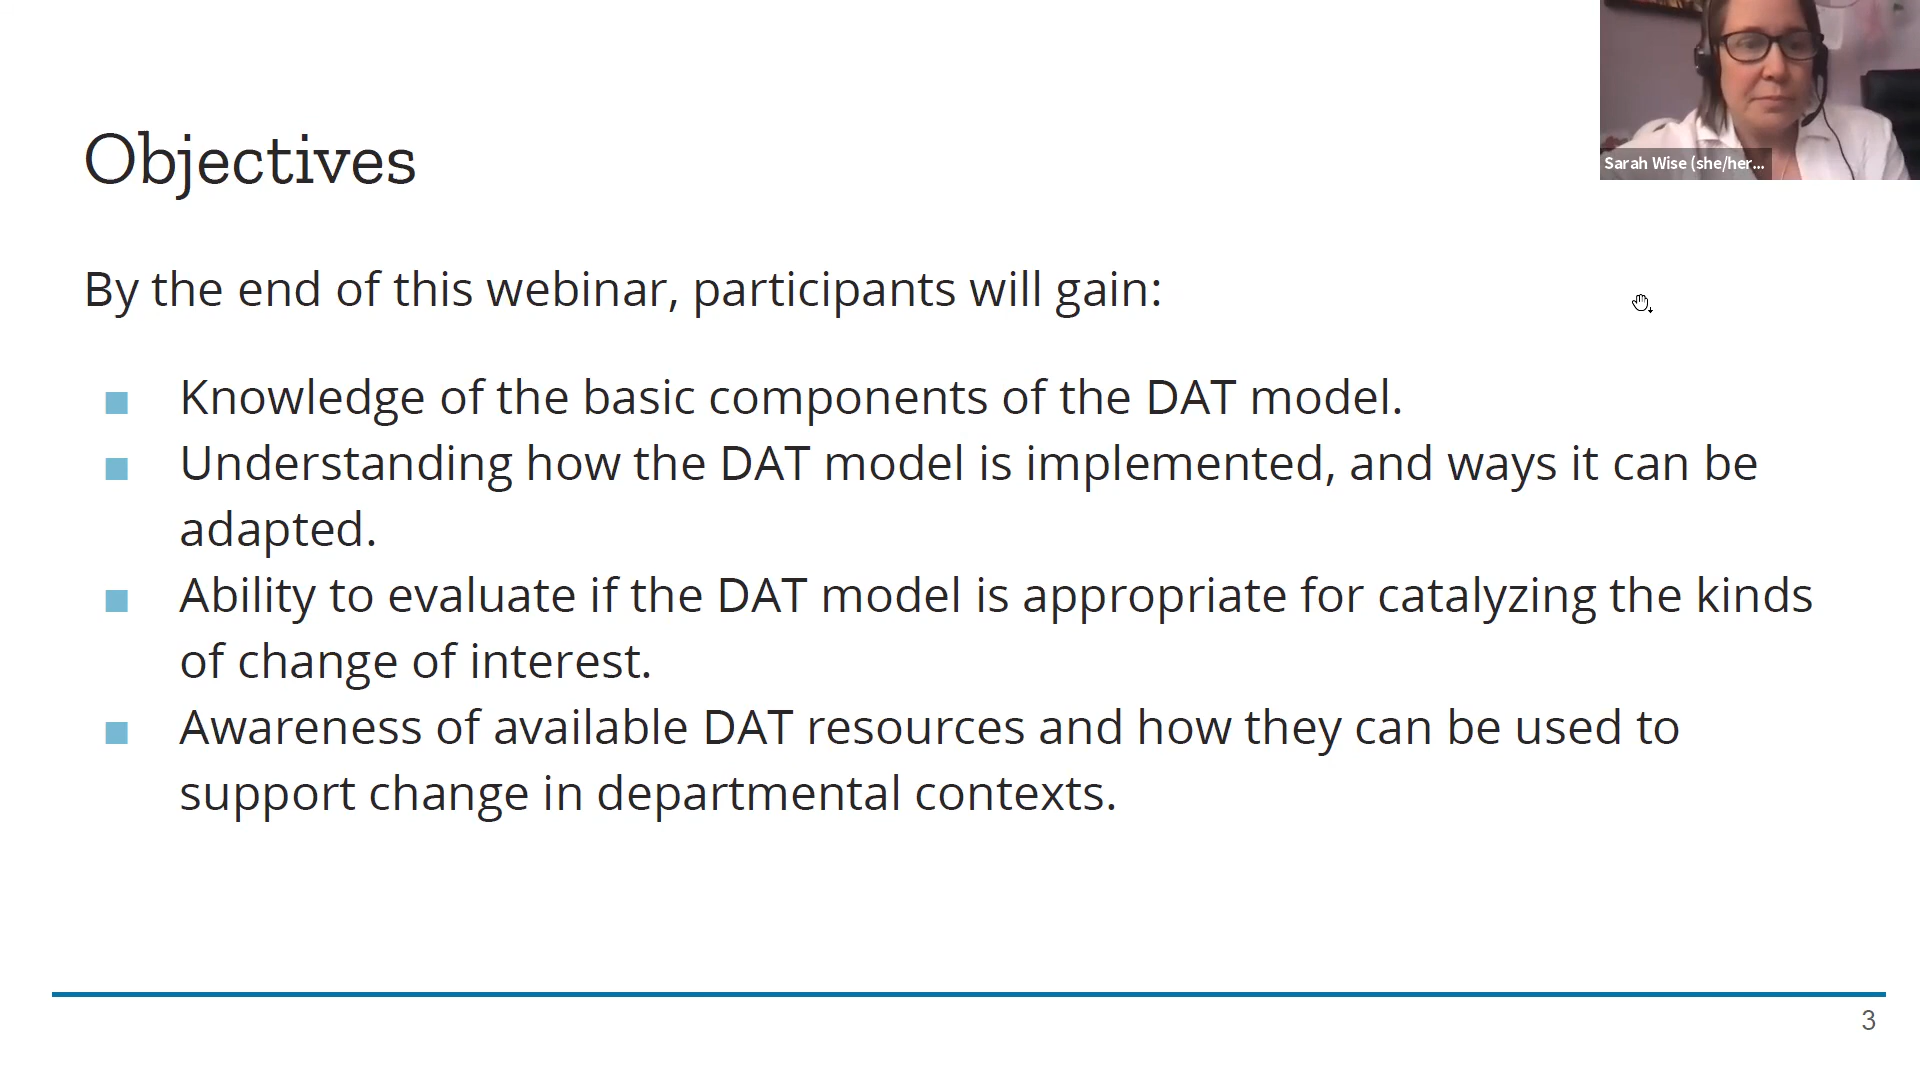 Objectives
Sarah Wise (she/her...
By the end of this webinar, participants will gain:
■ Knowledge of the basic components of the DAT model.
■ Understanding how the DAT model is implemented, and ways it can be
adapted.
■ Ability to evaluate if the DAT model is appropriate for catalyzing the kinds
of change of interest.
■ Awareness of available DAT resources and how they can be used to
support change in departmental contexts.
3